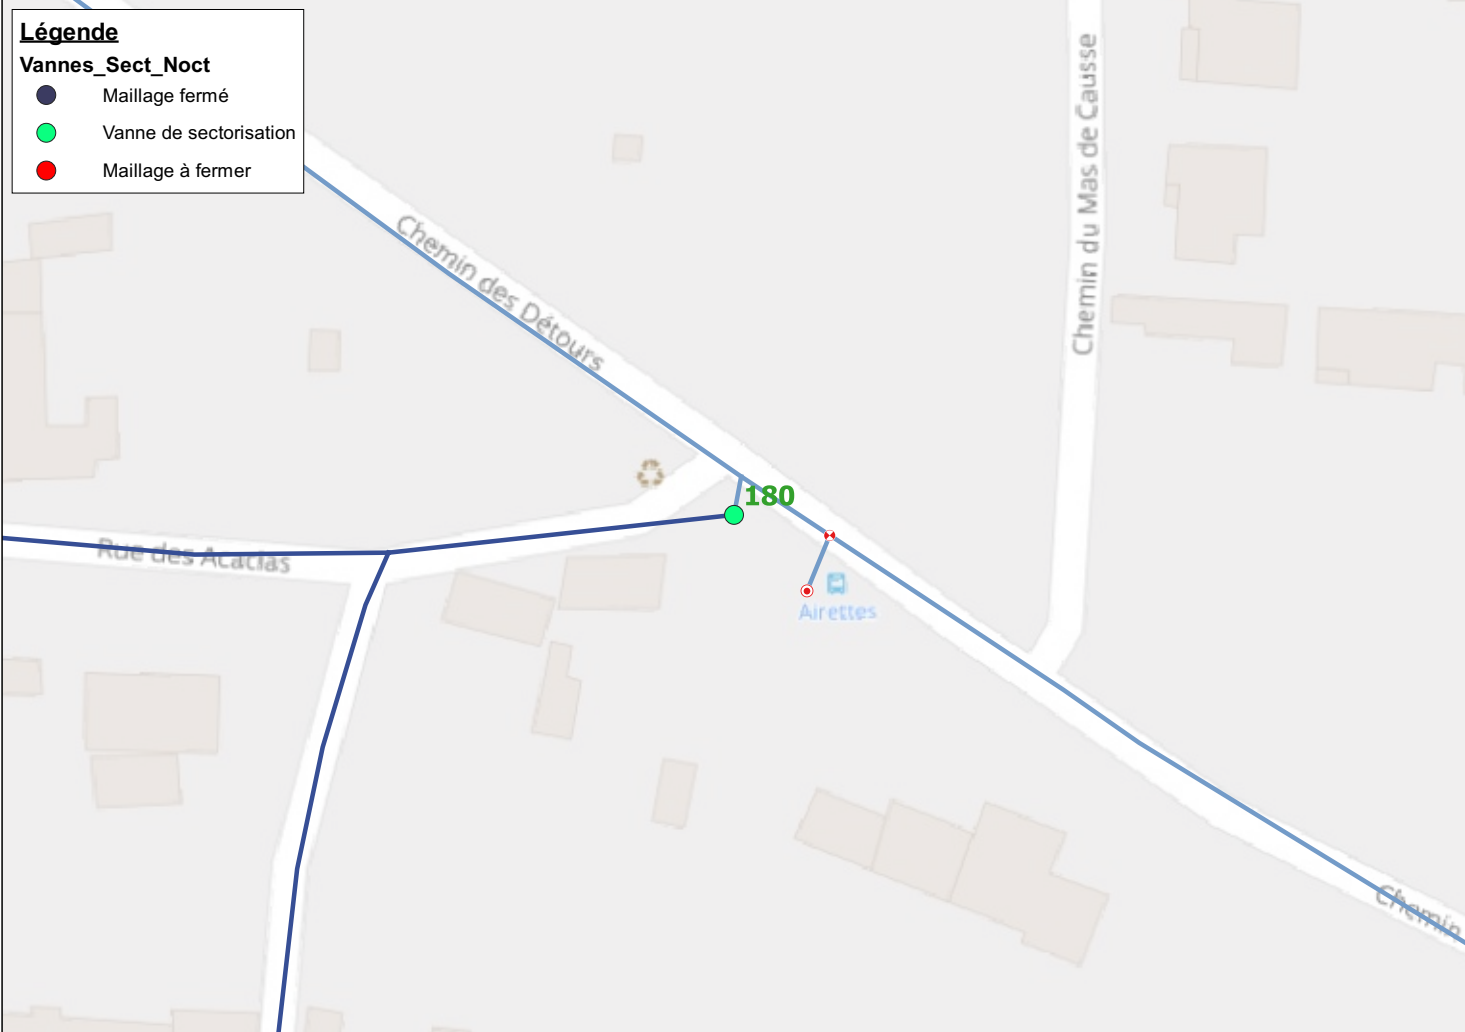 Légende
Vannes_Sect_Noct
Maillage fermé
Vanne de sectorisation
Maillage à fermer
Chemin des Détours
Chemin du Mas de Causse
180
Rue des Acacias
Airettes
Chemin